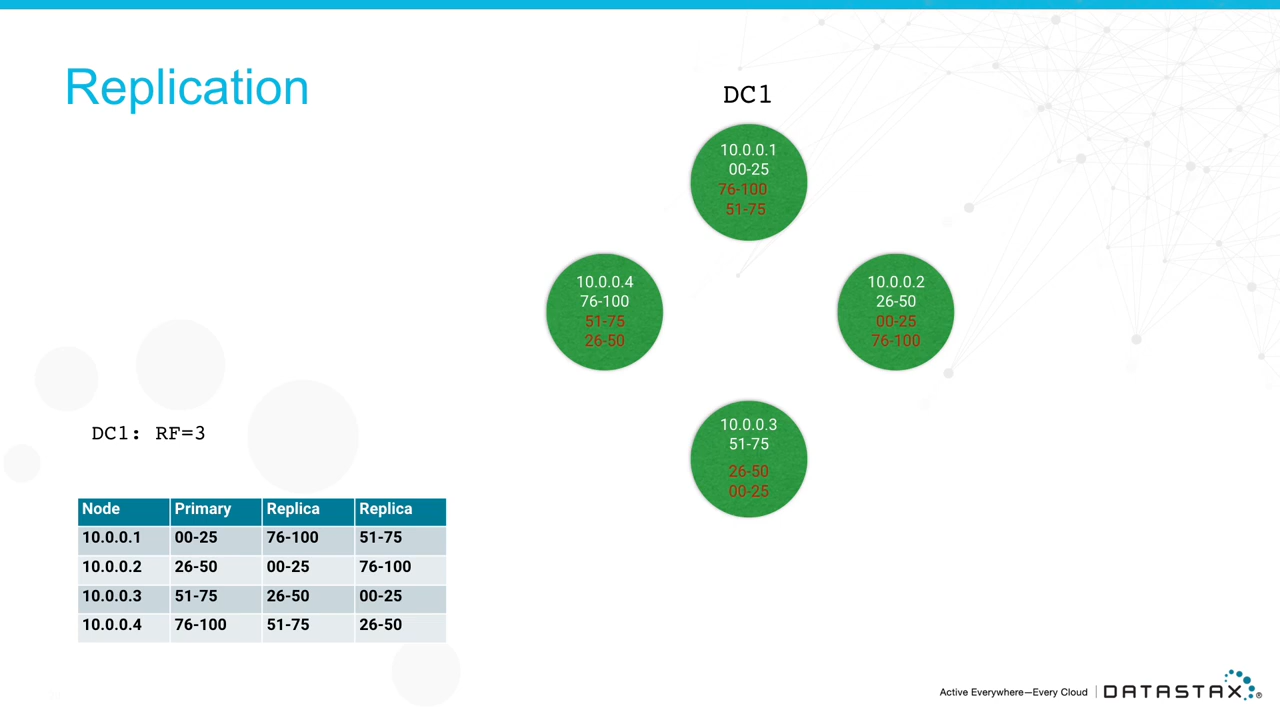 Replication
DC1
10.0.0.1
00-25
76-100
51-75
10.0.0.4
76-100
51-75
26-50
10.0.0.2
26-50
00-25
76-100
10.0.0.3
51-75
26-50
00-25
DC1: RF=3
Node Primary Replica Replica
10.0.0.1 00-25 76-100 51-75
10.0.0.2 26-50 00-25 76-100
10.0.0.3 51-75 26-50 00-25
10.0.0.4 76-100 51-75 26-50
Active Everywhere—Every Cloud | DATASTAX®